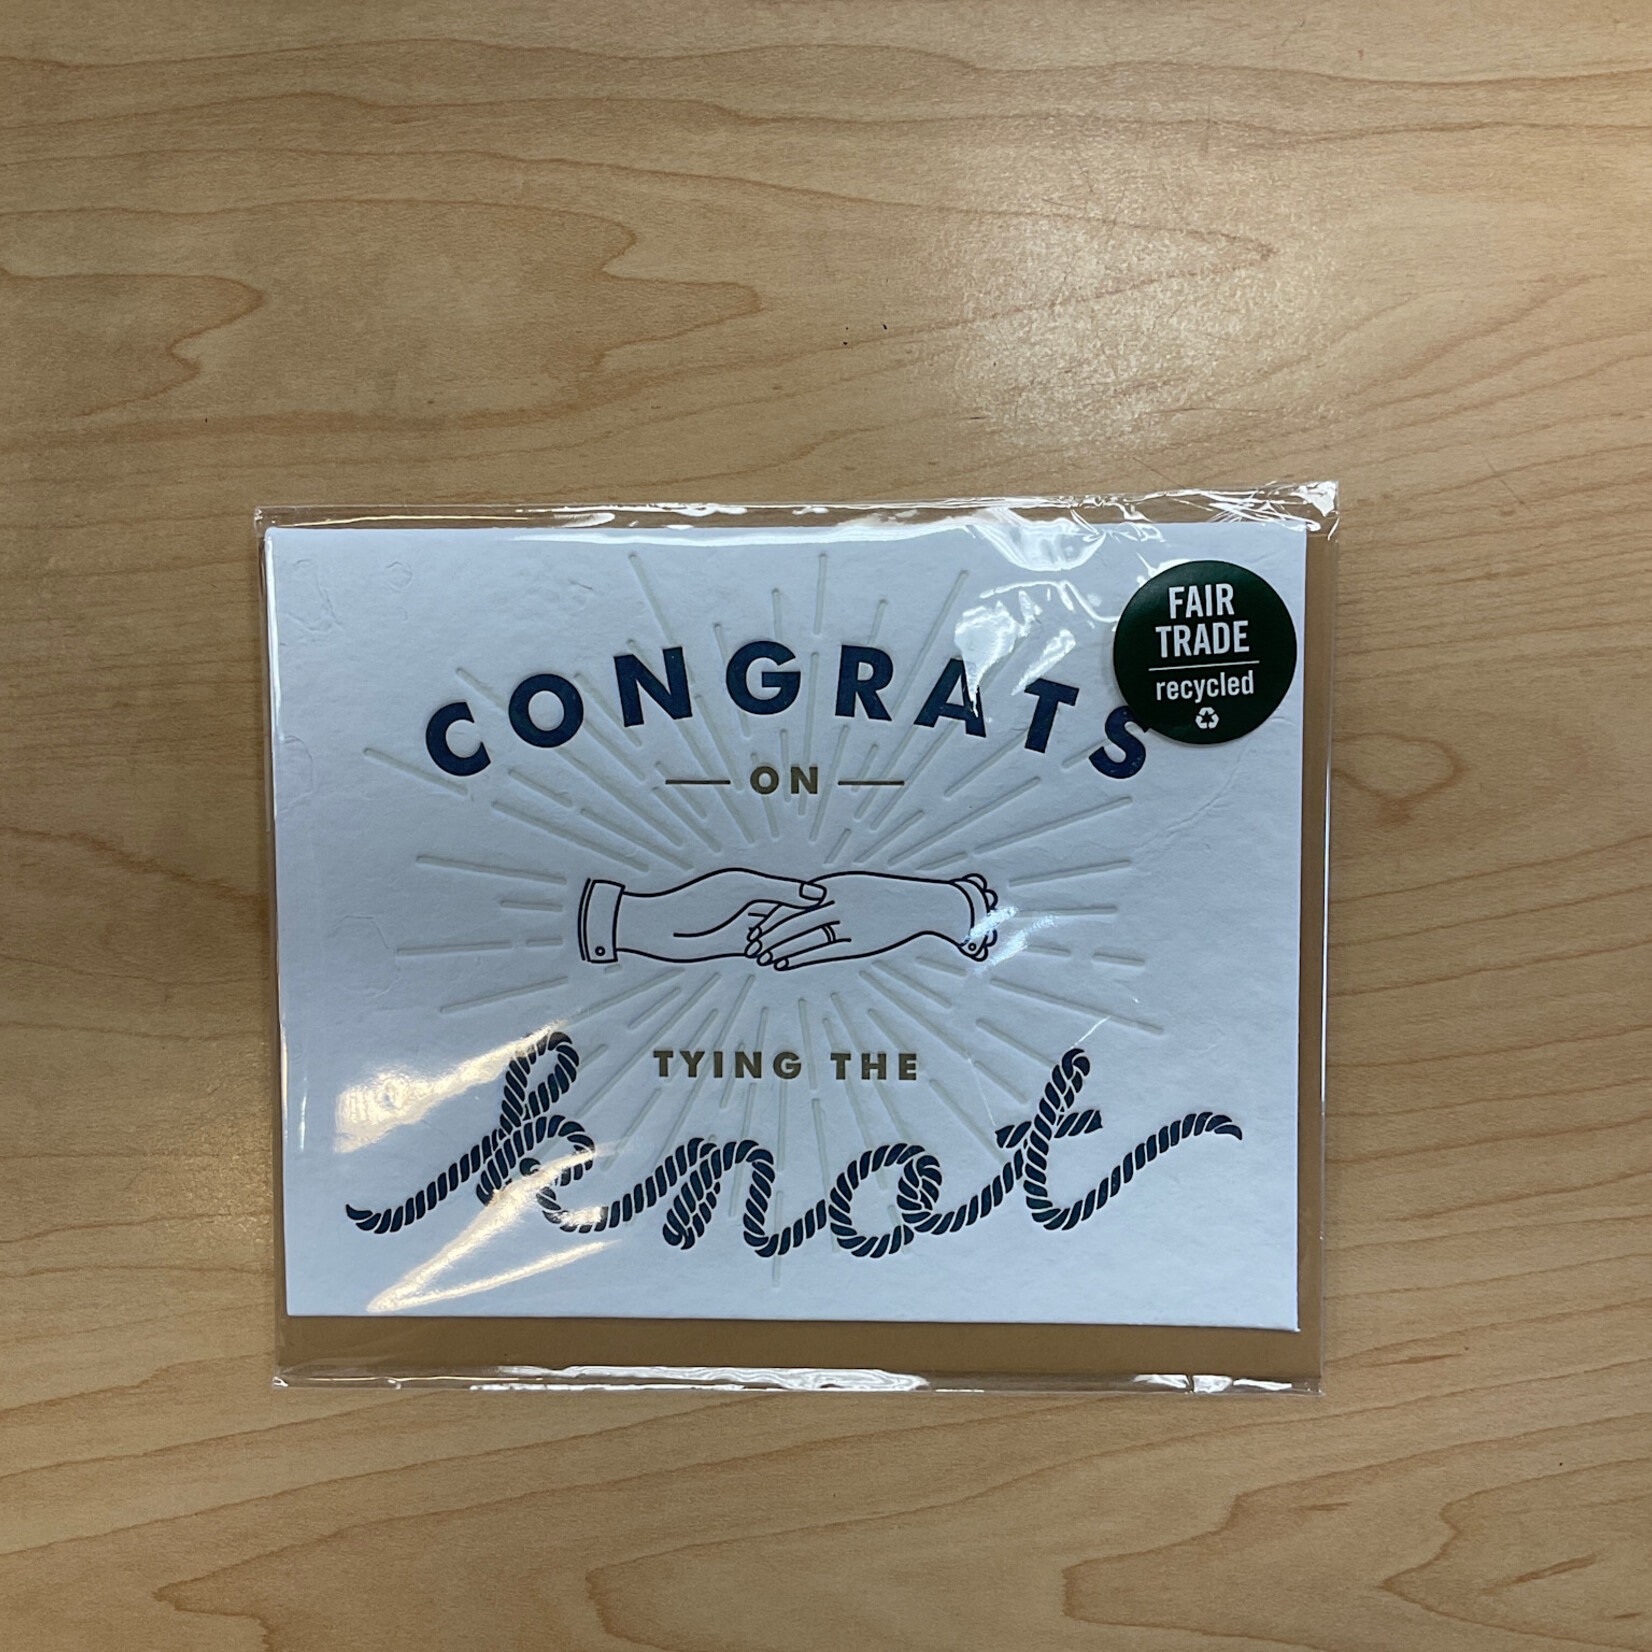 CONGRATS
ON
TYING THE
knot
FAIR
TRADE
recycled